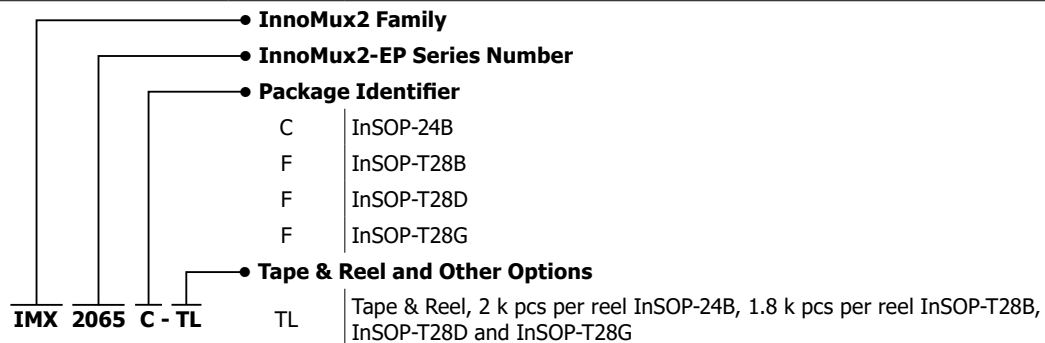 InnoMux2 Family
InnoMux2-EP Series Number
Package Identifier
C InSOP-24B
F InSOP-T28B
F InSOP-T28D
F InSOP-T28G
Tape & Reel and Other Options
IMX 2065 C - TL
TL Tape & Reel, 2 k pcs per reel InSOP-24B, 1.8 k pcs per reel InSOP-T28B,
InSOP-T28D and InSOP-T28G